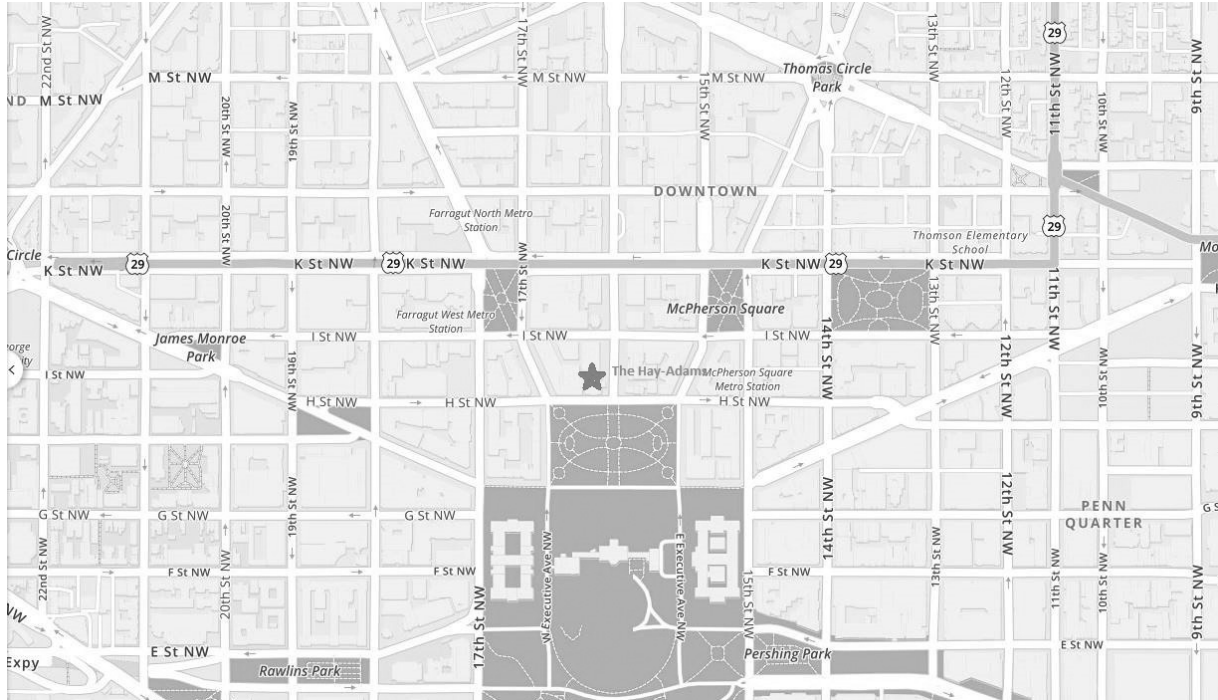 22nd St NW
17th St NW
13th St NW
29
9th St NW
M St NW
M St NW
M St NW
15th St NW
Thomas Circle
Park
12th St NW
11th St NW
10th St NW
ND
M St NW
20th St NW
19th St NW
DOWNTOWN
Farragut North Metro
Station
20th St NW
29
Thomson Elementary
School
Circle
K St NW
29
K St NW
29
K St NW
K St NW
29
K St NW
17th St NW
Mo
13th St NW
11th St NW
McPherson Square
Farragut West Metro
Station
I St NW
I St NW
I St NW
14th St NW
12th St NW
James Monroe
Park
I St NW
19th St NW
The Hay-Adams
McPherson Square
Metro Station
10th St NW
9th St NW
H St NW
H St NW
H St NW
G St NW
G St NW
G St NW
19th St NW
14th St NW
12th St NW
PENN
QUARTER
G S
22nd St NW
20th St NW
F St NW
F St NW
F St NW
17th St NW
W Executive Ave NW
E Executive Ave NW
15th St NW
13th St NW
11th St NW
10th St NW
9th St NW
NW
Expy
E St NW
E St NW
Rawlins Park
Pershing Park